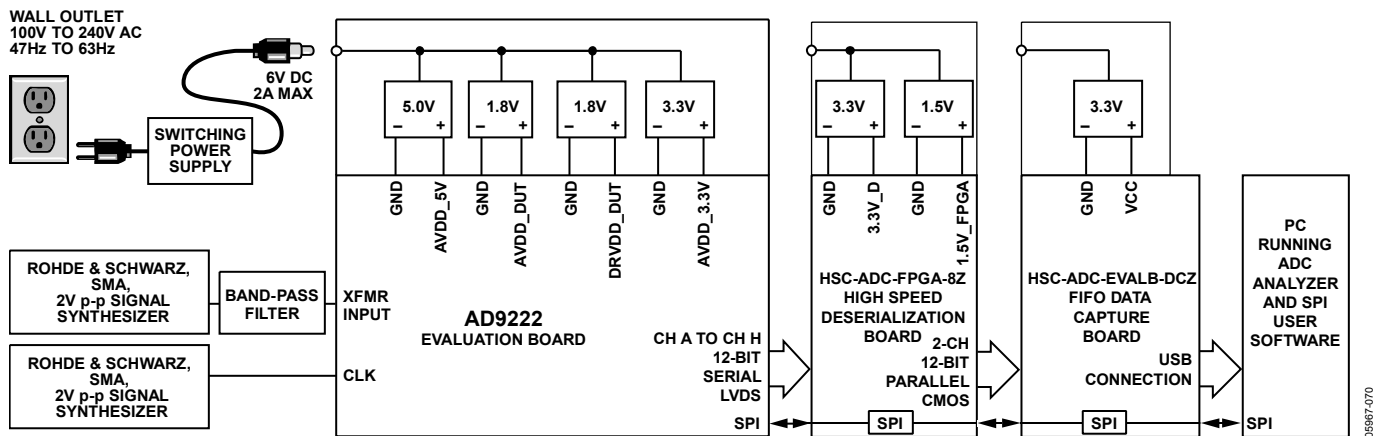 WALL OUTLET
100V TO 240V AC
47Hz TO 63Hz
6V DC
2A MAX
SWITCHING
POWER
SUPPLY
5.0V
1.8V
1.8V
3.3V
3.3V
1.5V
3.3V
– +
– +
– +
– +
– +
– +
– +
GND
AVDD_5V
GND
AVDD_DUT
GND
DRVDD_DUT
GND
AVDD_3.3V
GND
3.3V_D
GND
1.5V_FPGA
GND
VCC
ROHDE & SCHWARZ,
SMA,
2V p-p SIGNAL
SYNTHESIZER
BAND-PASS
FILTER
XFMR
INPUT
ROHDE & SCHWARZ,
SMA,
2V p-p SIGNAL
SYNTHESIZER
CLK
AD9222
EVALUATION BOARD
CH A TO CH H
12-BIT
SERIAL
LVDS
SPI
HSC-ADC-FPGA-8Z
HIGH SPEED
DESERIALIZATION
BOARD
2-CH
12-BIT
PARALLEL
CMOS
SPI
HSC-ADC-EVALB-DCZ
FIFO DATA
CAPTURE
BOARD
USB
CONNECTION
SPI
PC
RUNNING
ADC
ANALYZER
AND SPI
USER
SOFTWARE
SPI
05967-070